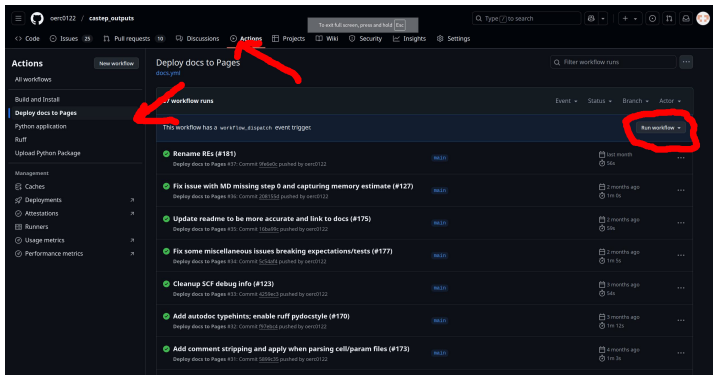 oerc0122 / castep_outputs
To exit full screen, press and hold Esc
Type / to search
Code Issues 25 Pull requests 10 Discussions Actions Projects Wiki Security Insights Settings
Actions
New workflow
All workflows
Build and Install
Deploy docs to Pages
Python application
Ruff
Upload Python Package
Management
Caches
Deployments
Attestations
Runners
Usage metrics
Performance metrics
Deploy docs to Pages
docs.yml
Filter workflow runs
workflow runs
Event Status Branch Actor
This workflow has a workflow_dispatch event trigger.
Run workflow
Rename REs (#181)
Deploy docs to Pages #37: Commit pushed by oerc0122
main
last month
56s
Fix issue with MD missing step 0 and capturing memory estimate (#127)
Deploy docs to Pages #36: Commit pushed by oerc0122
main
2 months ago
1m 0s
Update readme to be more accurate and link to docs (#175)
Deploy docs to Pages #35: Commit 16ba99c pushed by oerc0122
main
2 months ago
59s
Fix some miscellaneous issues breaking expectations/tests (#177)
Deploy docs to Pages #34: Commit pushed by oerc0122
main
2 months ago
1m 5s
Cleanup SCF debug info (#123)
Deploy docs to Pages #33: Commit 4259ec3 pushed by oerc0122
main
3 months ago
54s
Add autodoc typehints; enable ruff pydocstyle (#170)
Deploy docs to Pages #32: Commit pushed by oerc0122
main
3 months ago
1m 12s
Add comment stripping and apply when parsing cell/param files (#173)
Deploy docs to Pages #31: Commit 5899c35 pushed by oerc0122
main
4 months ago
1m 3s